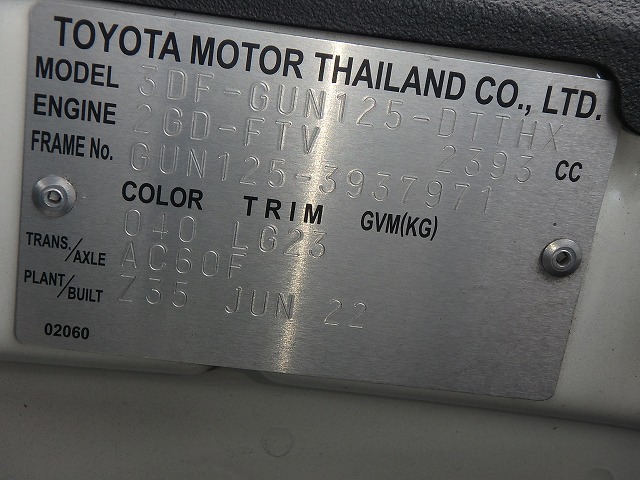 TOYOTA MOTOR THAILAND CO., LTD.
MODEL 3DF-GUN125-DTTHX
ENGINE 2GD-FTV 2393 CC
FRAME No. GUN125-3937971
COLOR TRIM GVM(KG)
040 LG23
TRANS./AXLE AC60F
PLANT/BUILT Z35 JUN 22
02060